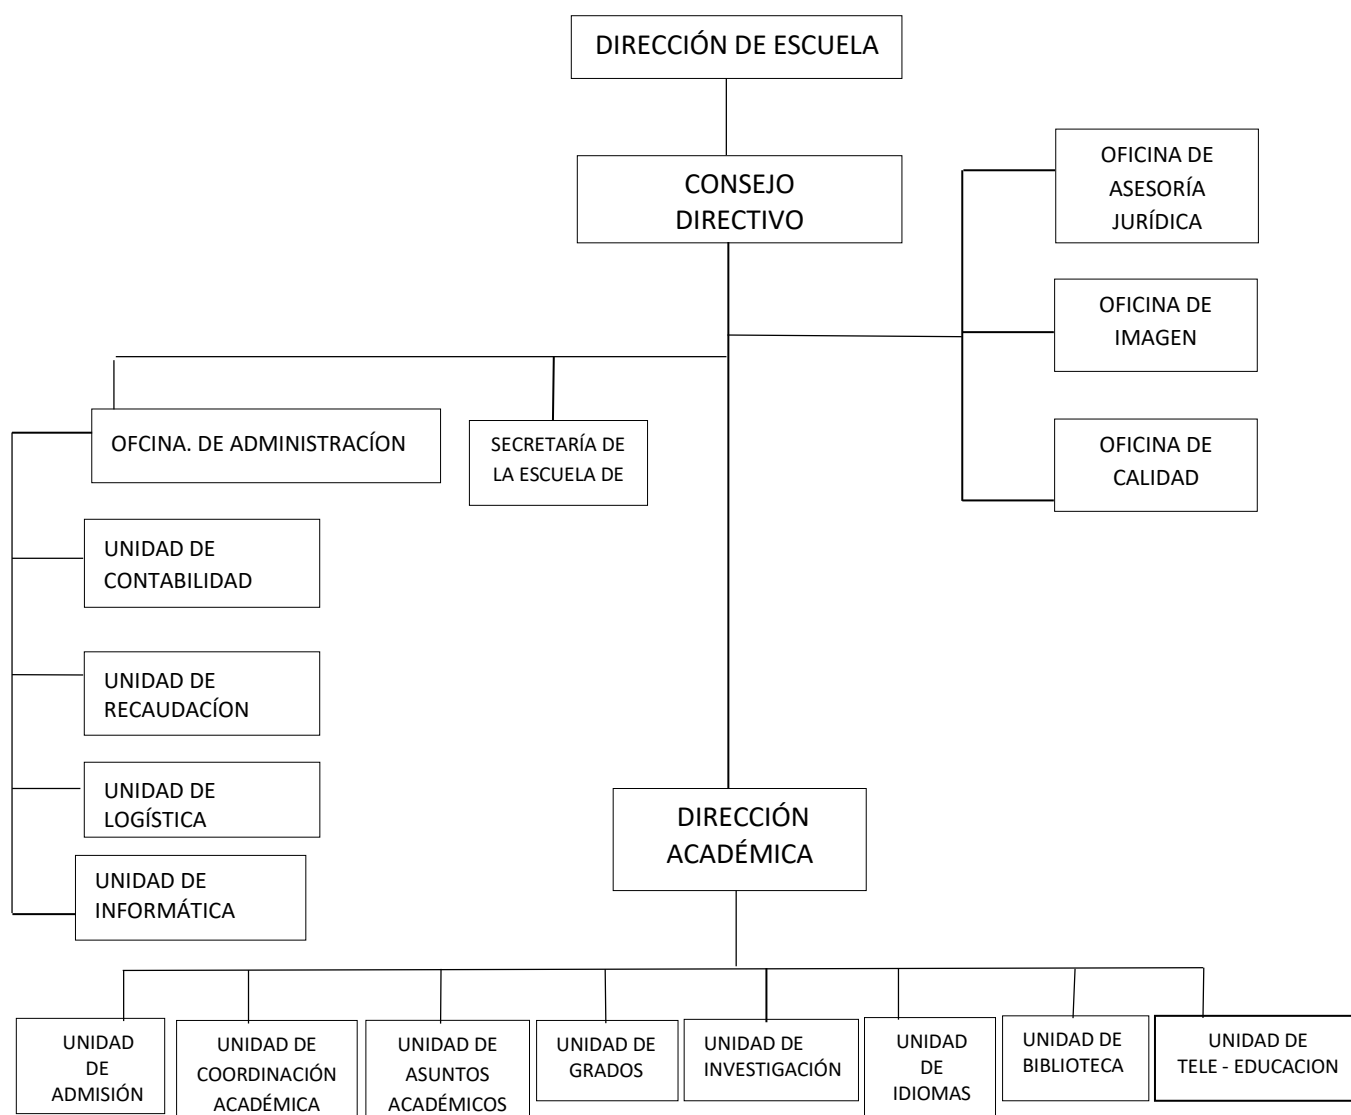 DIRECCIÓN DE ESCUELA
CONSEJO
DIRECTIVO
OFICINA DE
ASESORÍA
JURÍDICA
OFICINA DE
IMAGEN
OFICINA DE
CALIDAD
OFCINA. DE ADMINISTRACÍON
SECRETARÍA DE
LA ESCUELA DE
UNIDAD DE
CONTABILIDAD
UNIDAD DE
RECAUDACÍON
UNIDAD DE
LOGÍSTICA
UNIDAD DE
INFORMÁTICA
DIRECCIÓN
ACADÉMICA
UNIDAD
DE
ADMISIÓN
UNIDAD DE
COORDINACIÓN
ACADÉMICA
UNIDAD DE
ASUNTOS
ACADÉMICOS
UNIDAD DE
GRADOS
UNIDAD DE
INVESTIGACIÓN
UNIDAD
DE
IDIOMAS
UNIDAD DE
BIBLIOTECA
UNIDAD DE
TELE - EDUCACION